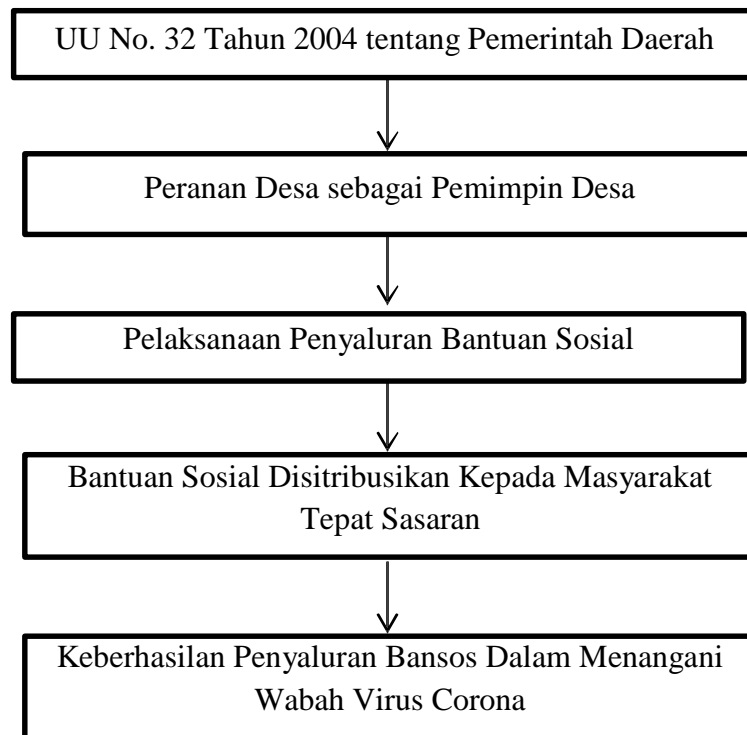 UU No. 32 Tahun 2004 tentang Pemerintah Daerah
Peranan Desa sebagai Pemimpin Desa
Pelaksanaan Penyaluran Bantuan Sosial
Bantuan Sosial Disitribusikan Kepada Masyarakat
Tepat Sasaran
Keberhasilan Penyaluran Bansos Dalam Menangani
Wabah Virus Corona